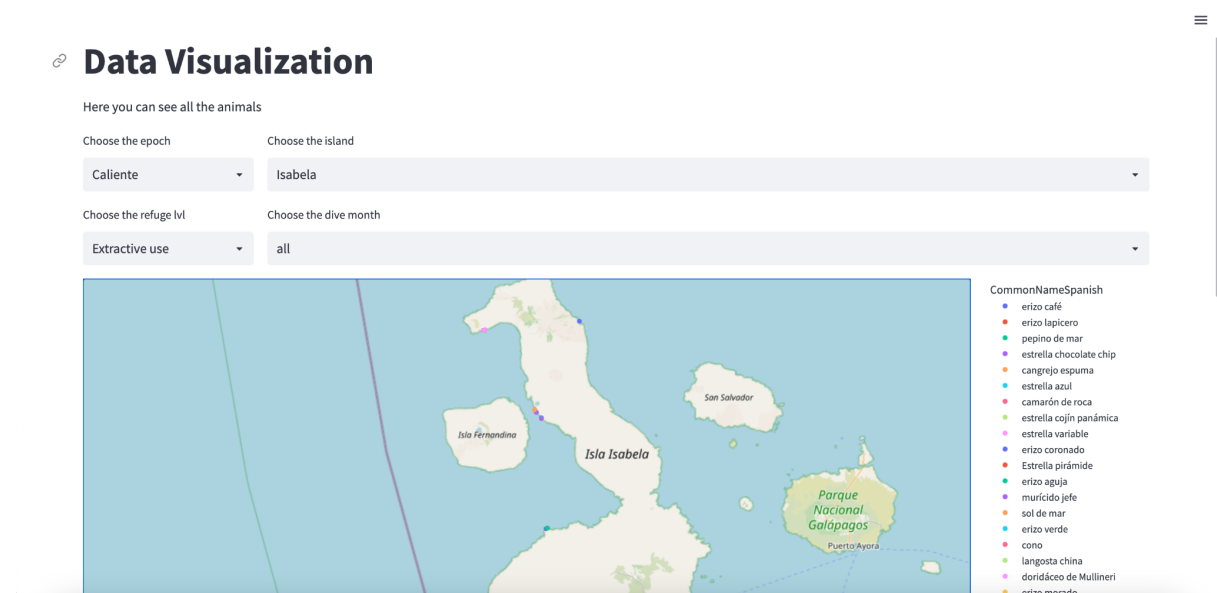 Data Visualization
Here you can see all the animals
Choose the epoch
Choose the island
Caliente
Isabela
Choose the refuge lvl
Choose the dive month
Extractive use
all
San Salvador
Isla Fernandina
Isla Isabela
Parque
Nacional
Galápagos
Puerto Ayora
CommonNameSpanish
erizo café
erizo lapicero
pepino de mar
estrella chocolate chip
cangrejo espuma
estrella azul
camarón de roca
estrella cojín panámica
estrella variable
erizo coronado
Estrella pirámide
erizo aguja
murícido jefe
sol de mar
erizo verde
cono
langosta china
doridáceo de Mullineri
erizo morado